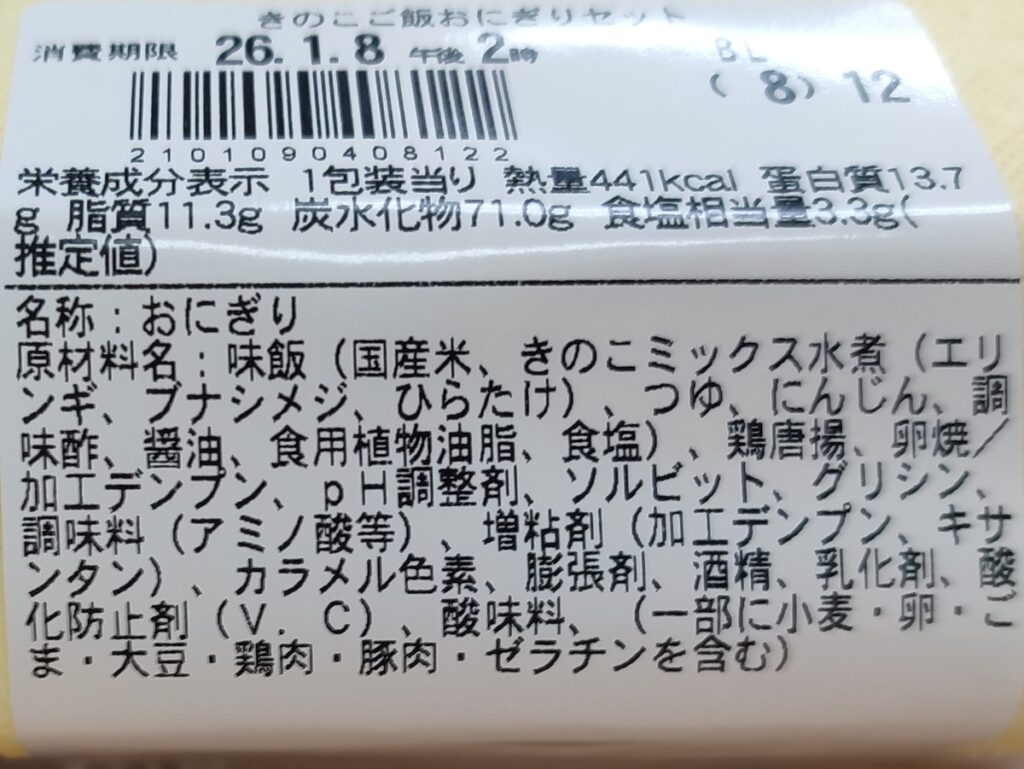 きのこご飯おにぎりセット
消費期限 26.1.8 午後2時
BL
(8)12
2101090408122
栄養成分表示 1包装当り 熱量441kcal 蛋白質13.7
g 脂質11.3g 炭水化物71.0g 食塩相当量3.3g(
推定値)
名称:おにぎり
原材料名:味飯(国産米、きのこミックス水煮(エリ
ンギ、ブナシメジ、ひらたけ)、つゆ、にんじん、調
味酢、醤油、食用植物油脂、食塩)、鶏唐揚、卵焼/
加工デンプン、pH調整剤、ソルビット、グリシン、
調味料(アミノ酸等)、増粘剤(加工デンプン、キサ
ンタン)、カラメル色素、膨張剤、酒精、乳化剤、酸
化防止剤(V.C)、酸味料、(一部に小麦・卵・ご
ま・大豆・鶏肉・豚肉・ゼラチンを含む)